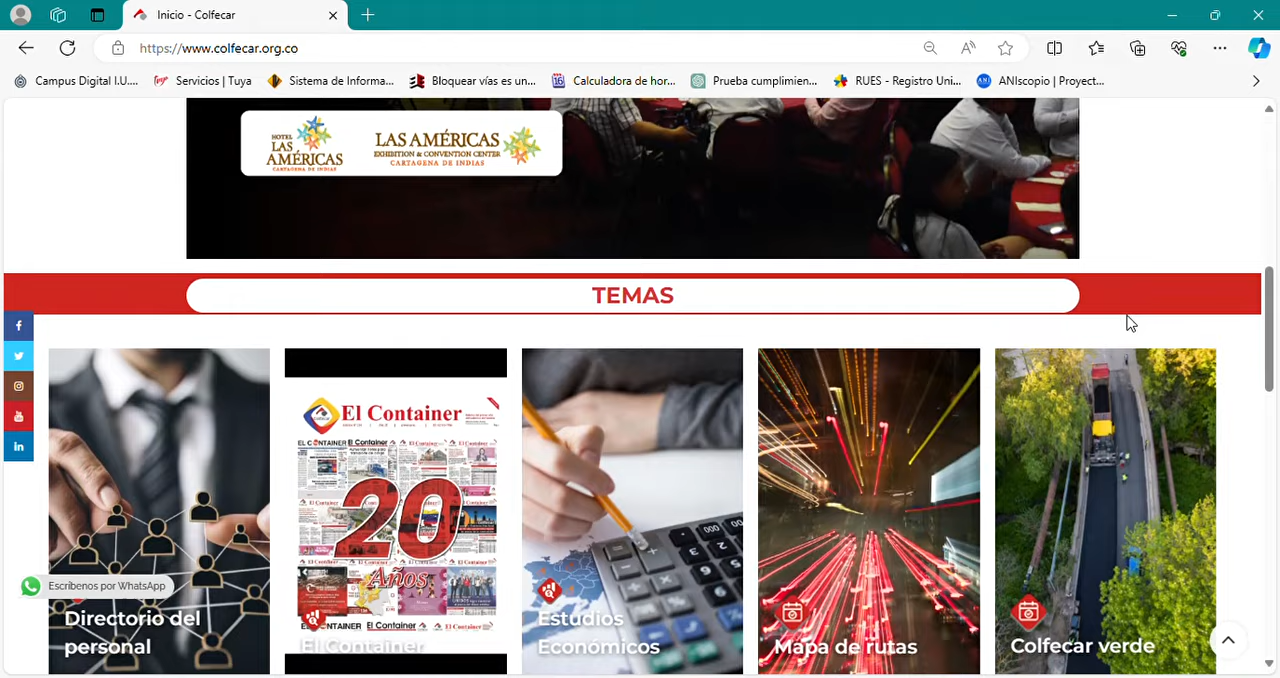 Inicio - Colfecar
https://www.colfecar.org.co
Campus Digital I.U....
Servicios | Tuya
Sistema de Informa...
Bloquear vías es un...
Calculadora de hor...
Prueba cumplimien...
RUES - Registro Uni...
ANIscopio | Proyect...
HOTEL
LAS
AMÉRICAS
CARTAGENA DE INDIAS
LAS AMÉRICAS
EXHIBITION & CONVENTION CENTER
CARTAGENA DE INDIAS
TEMAS
El Container
20
Años
El Container
Escríbenos por WhatsApp
Directorio del
personal
El Container
Estudios
Económicos
Mapa de rutas
Colfecar verde